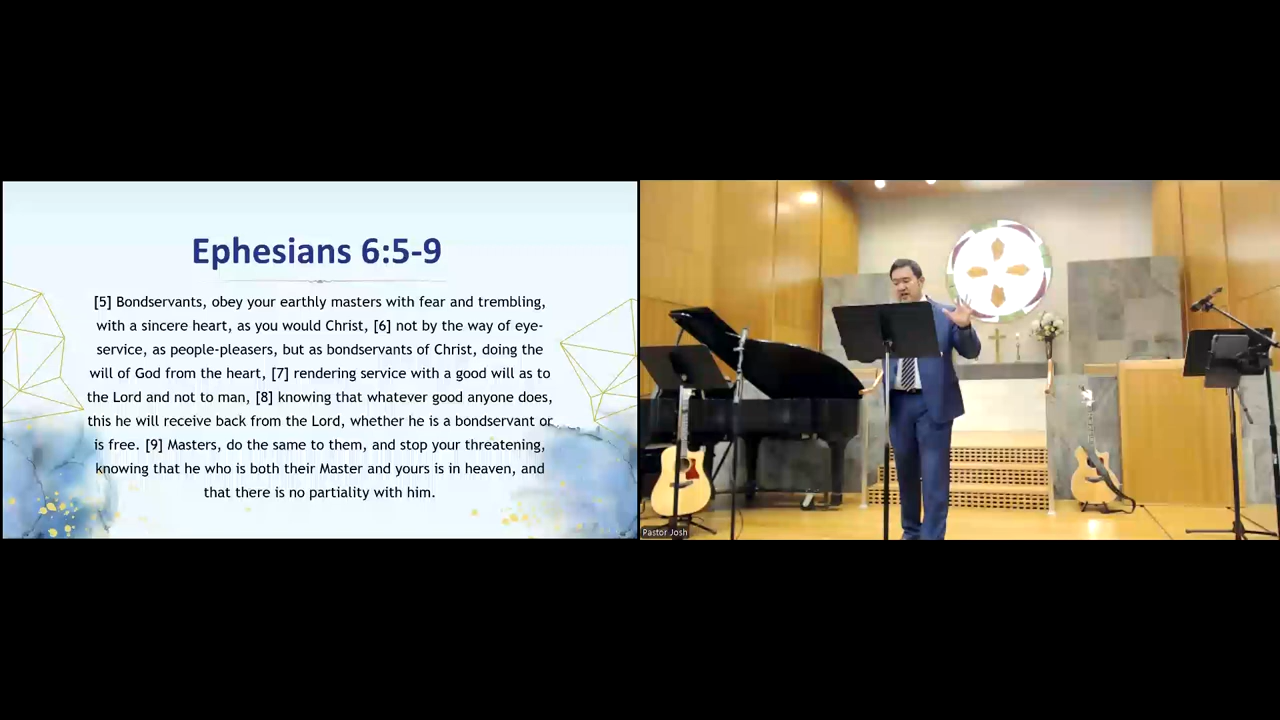 Ephesians 6:5-9
[5] Bondservants, obey your earthly masters with fear and trembling,
with a sincere heart, as you would Christ, [6] not by the way of eye-
service, as people-pleasers, but as bondservants of Christ, doing the
will of God from the heart, [7] rendering service with a good will as to
the Lord and not to man, [8] knowing that whatever good anyone does,
this he will receive back from the Lord, whether he is a bondservant or
is free. [9] Masters, do the same to them, and stop your threatening,
knowing that he who is both their Master and yours is in heaven, and
that there is no partiality with him.
Pastor Josh